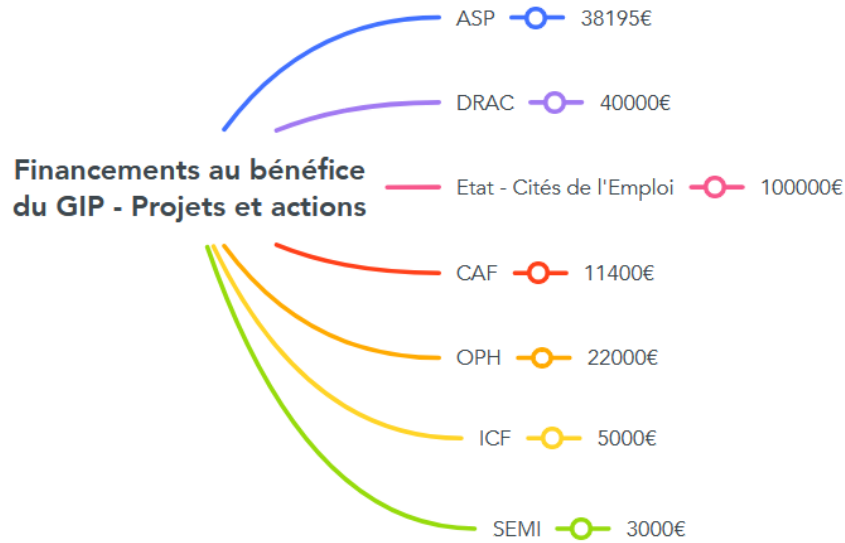 Financements au bénéfice
du GIP - Projets et actions
ASP 38195€
DRAC 40000€
Etat - Cités de l'Emploi 100000€
CAF 11400€
OPH 22000€
ICF 5000€
SEMI 3000€